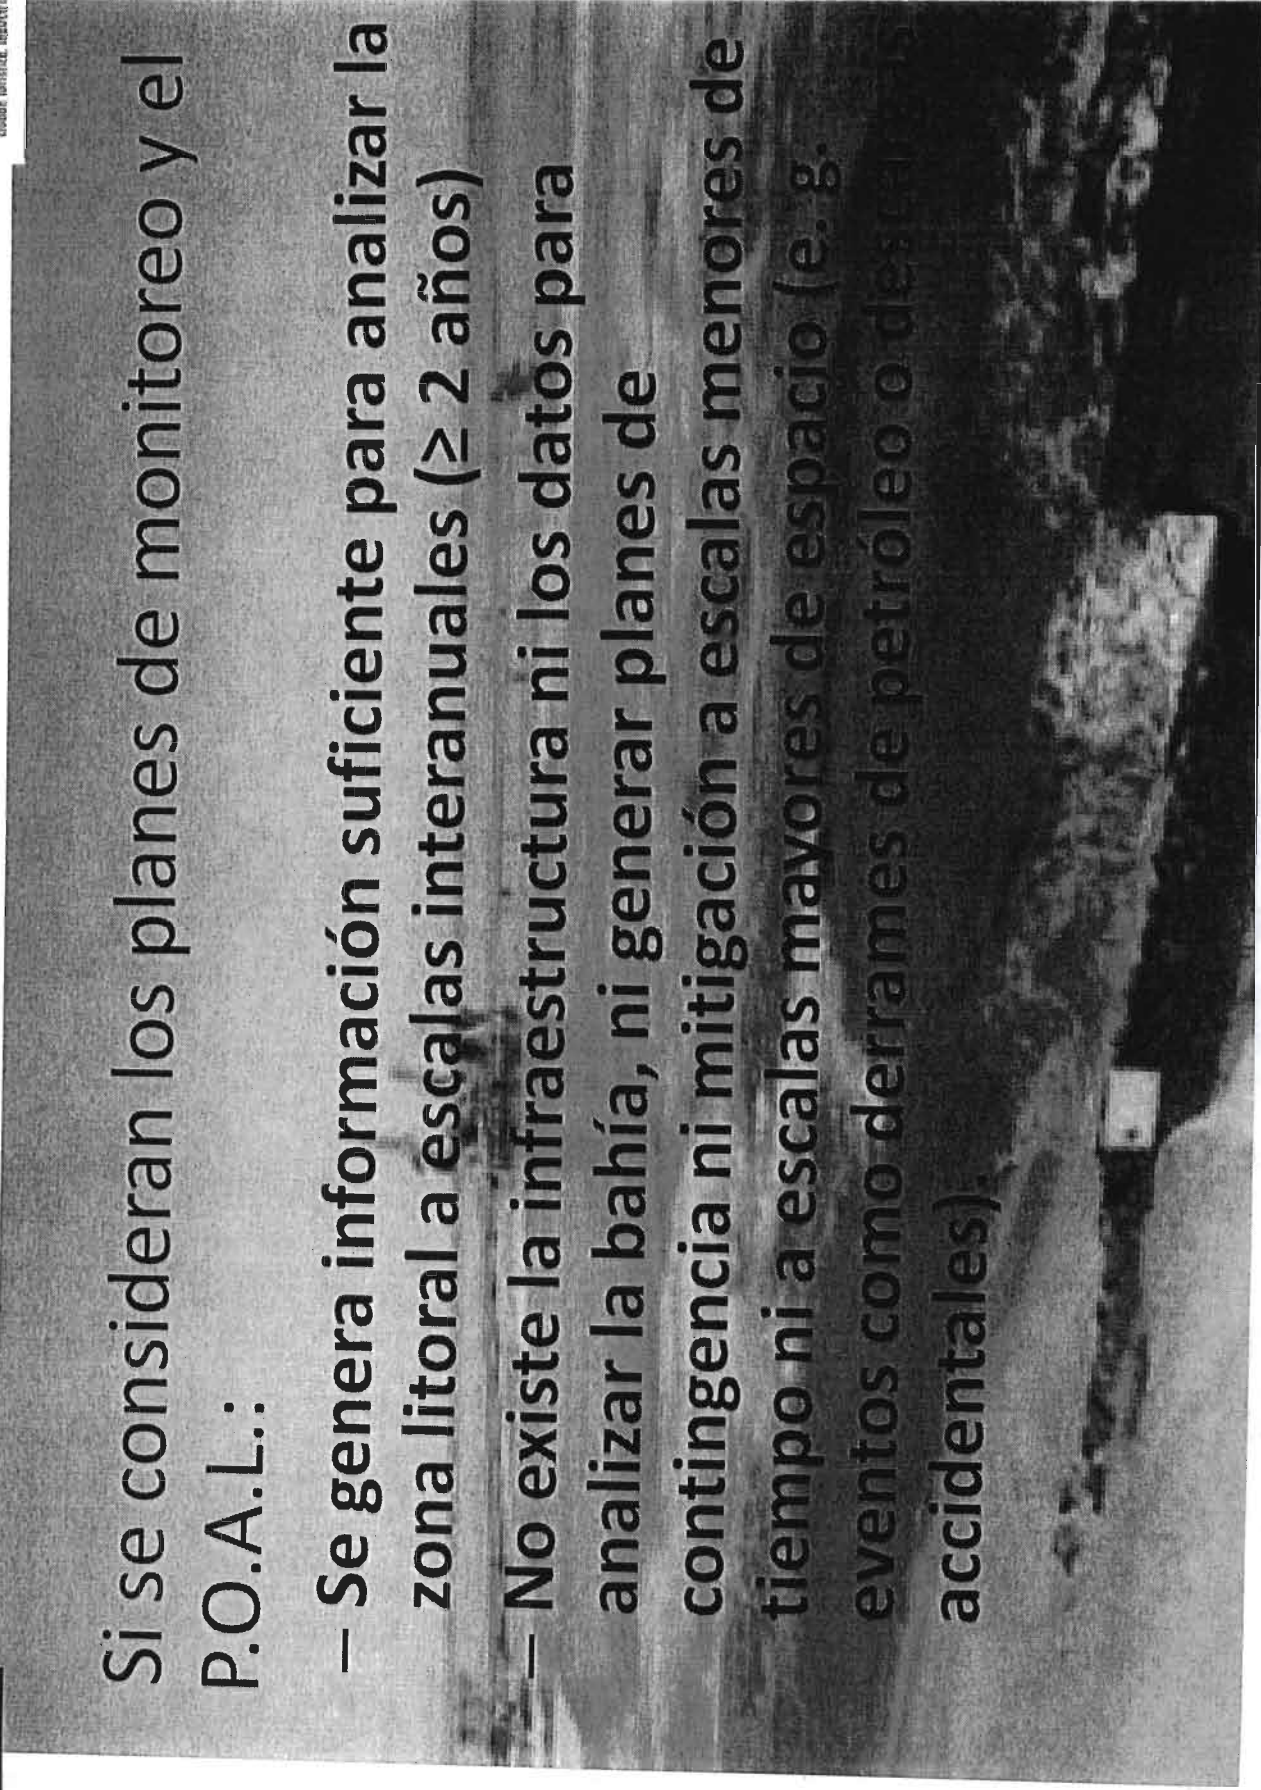 Si se consideran los planes de monitoreo y el
P.O.A.L.:
– Se genera información suficiente para analizar la
zona litoral a escalas interanuales (≥ 2 años)
– No existe la infraestructura ni los datos para
analizar la bahía, ni generar planes de
contingencia ni mitigación a escalas menores de
tiempo ni a escalas mayores de espacio (e. g.
eventos como derrames de petróleo o
accidentales).